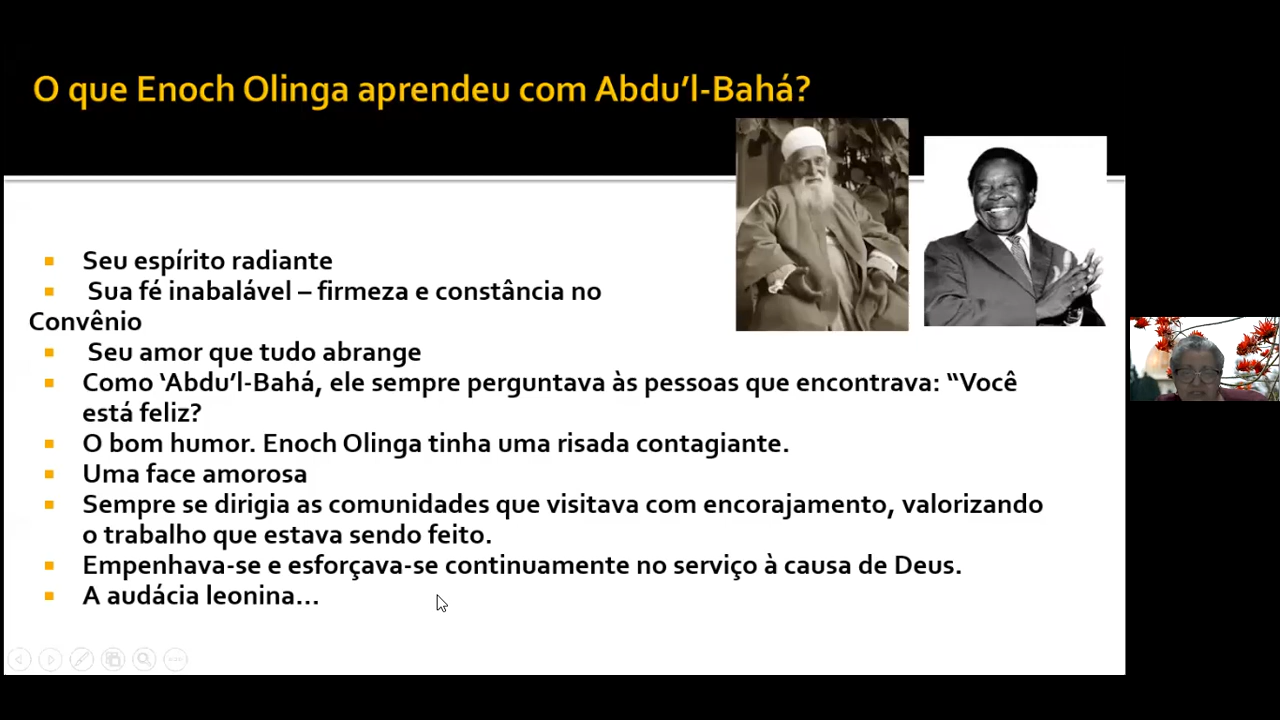 O que Enoch Olinga aprendeu com Abdu’l-Bahá?
Seu espírito radiante
Sua fé inabalável – firmeza e constância no
Convênio
Seu amor que tudo abrange
Como ‘Abdu’l-Bahá, ele sempre perguntava às pessoas que encontrava: “Você
está feliz?
O bom humor. Enoch Olinga tinha uma risada contagiante.
Uma face amorosa
Sempre se dirigia as comunidades que visitava com encorajamento, valorizando
o trabalho que estava sendo feito.
Empenhava-se e esforçava-se continuamente no serviço à causa de Deus.
A audácia leonina...